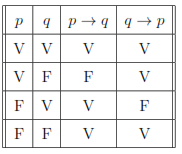 p q p → q q → p
V V V V
V F F V
F V V F
F F V V